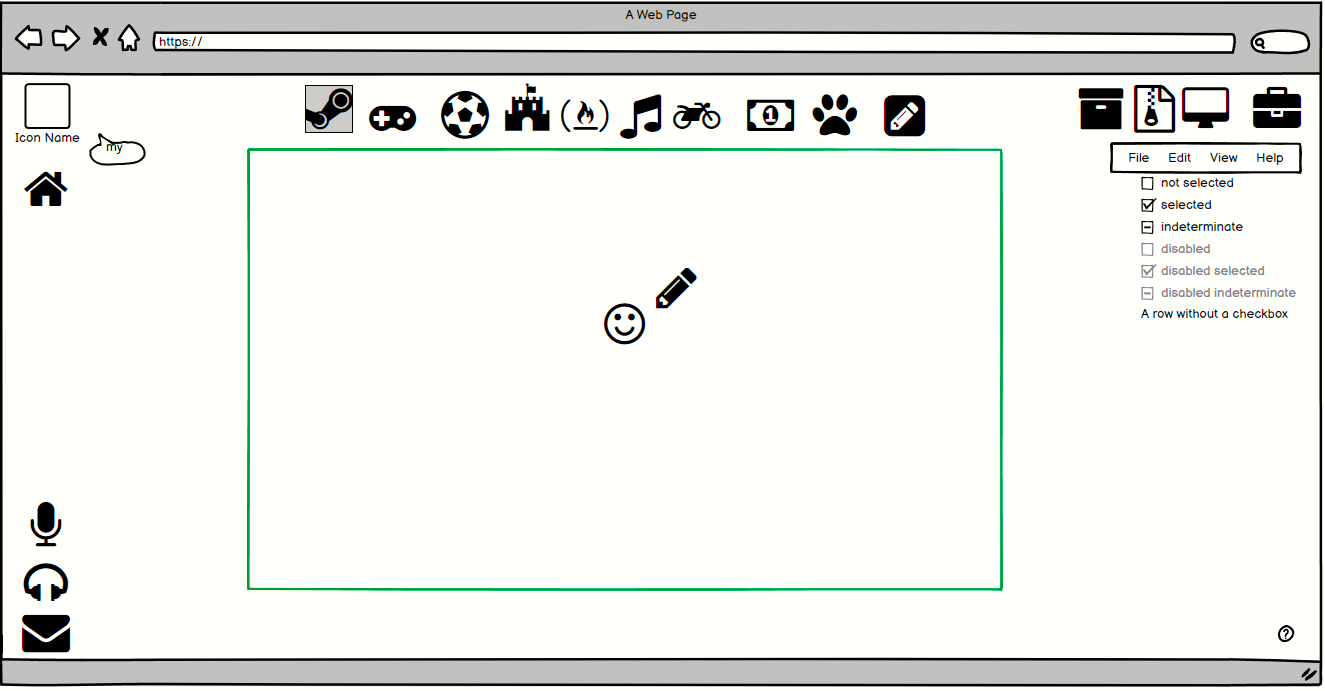 A Web Page
https://
Icon Name
my
1
File Edit View Help
not selected
selected
indeterminate
disabled
disabled selected
disabled indeterminate
A row without a checkbox
?